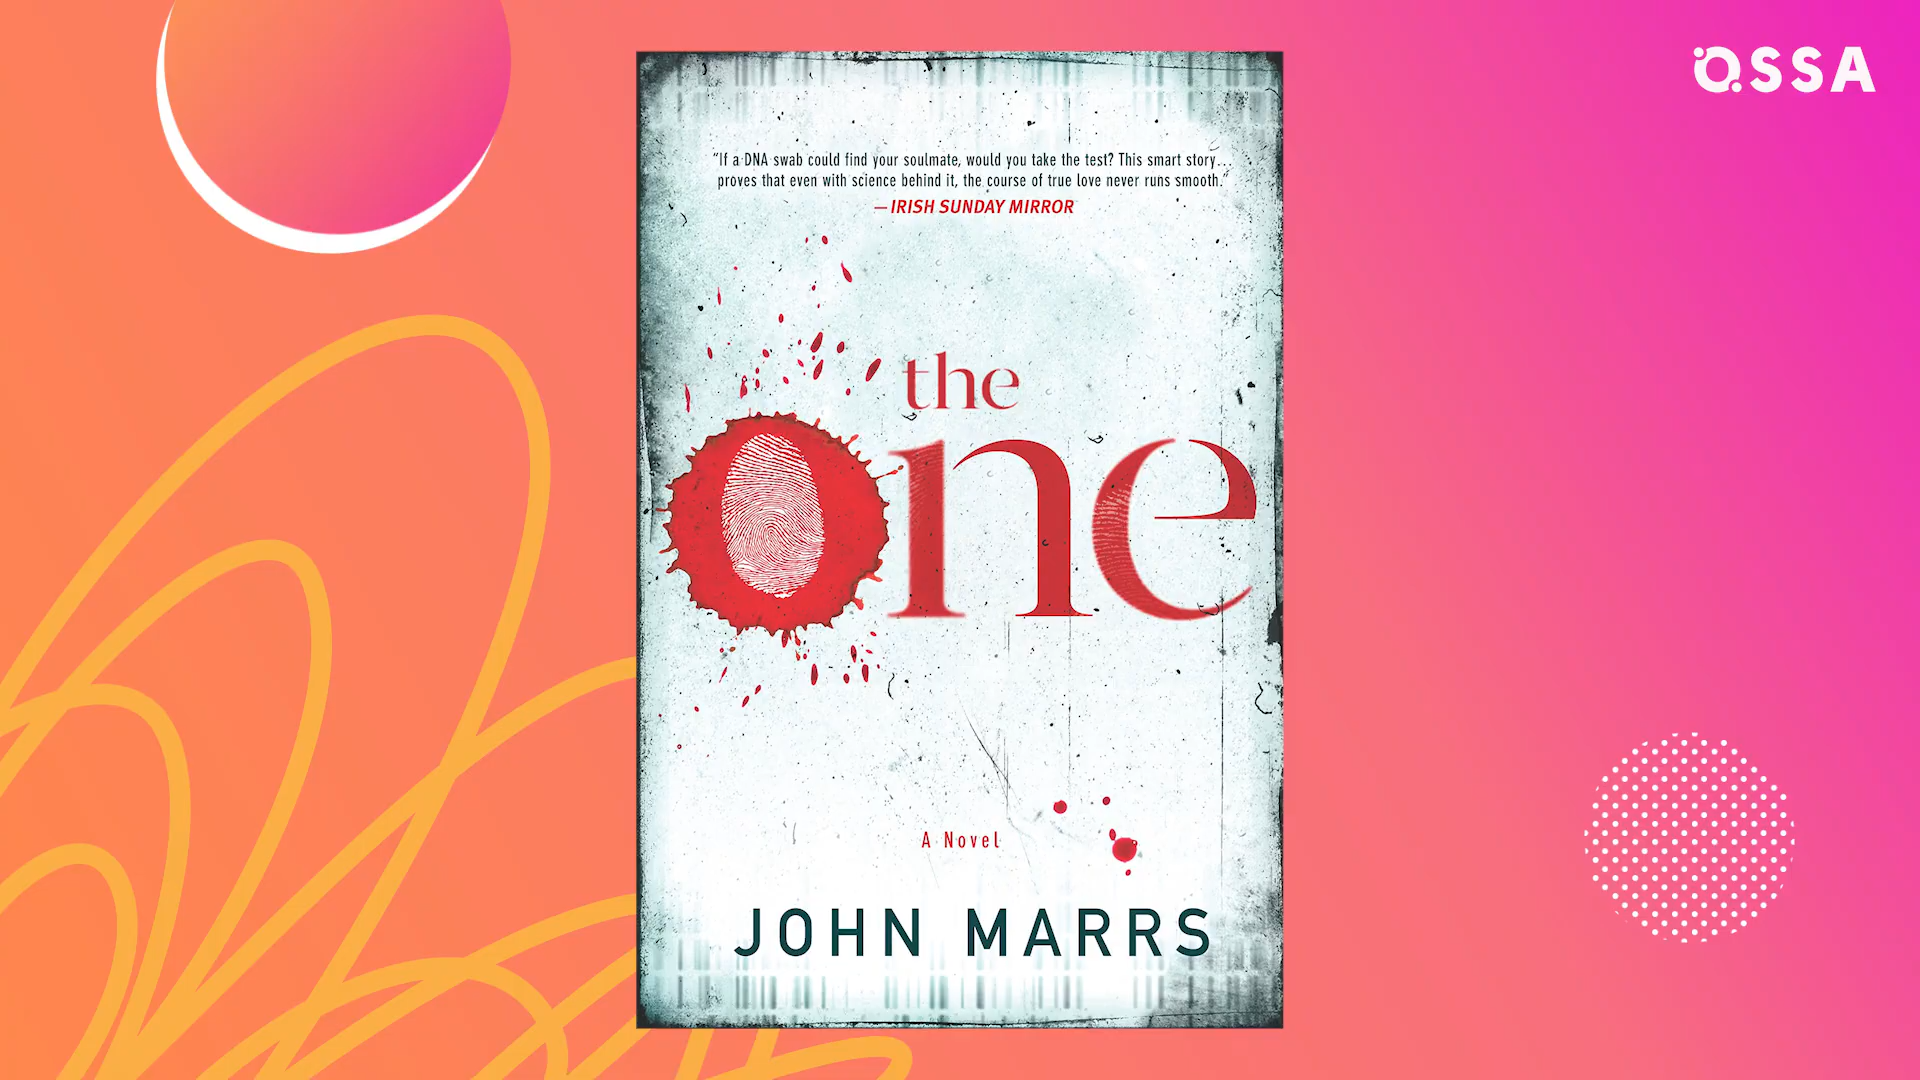 QSSA
"If a DNA swab could find your soulmate, would you take the test? This smart story...
proves that even with science behind it, the course of true love never runs smooth."
—IRISH SUNDAY MIRROR
the
one
A Novel
JOHN MARRS